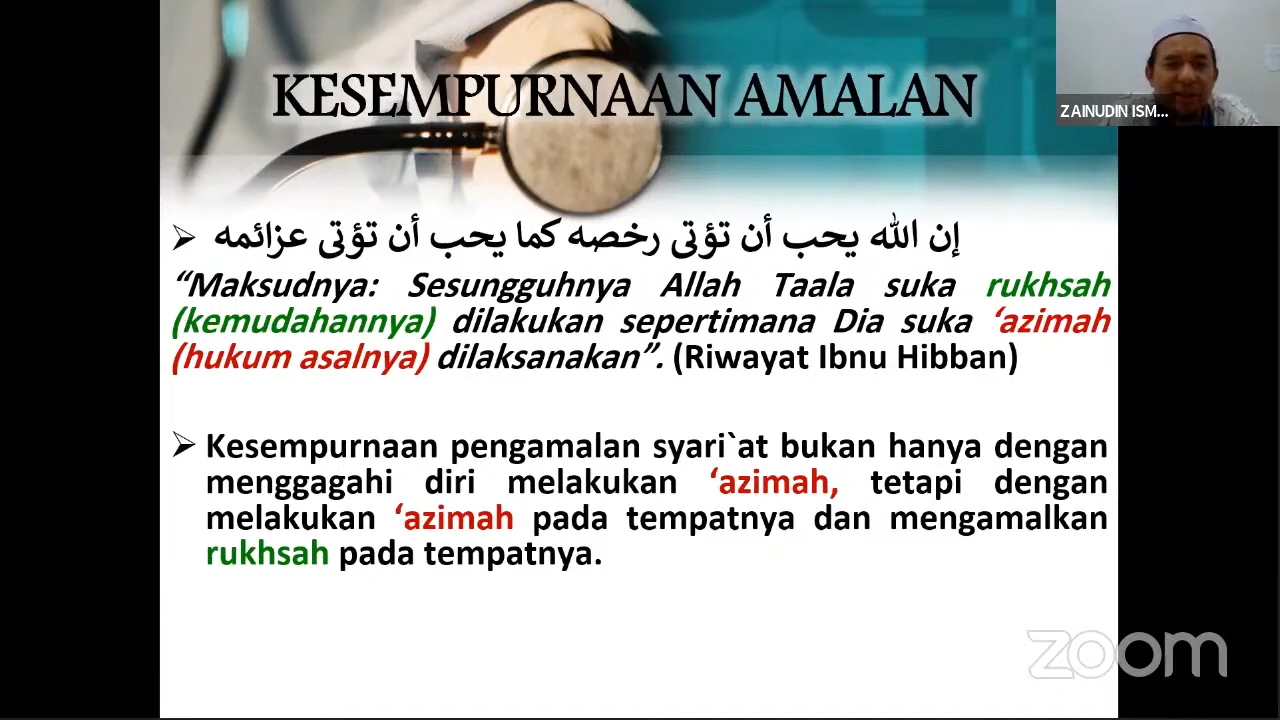 KESEMPURNAAN AMALAN
ZAINUDIN ISM...
إن الله يحب أن تؤتى رخصه كما يحب أن تؤتى عزائمه
“Maksudnya: Sesungguhnya Allah Taala suka rukhsah
(kemudahannya) dilakukan sepertimana Dia suka ‘azimah
(hukum asalnya) dilaksanakan”. (Riwayat Ibnu Hibban)
Kesempurnaan pengamalan syari`at bukan hanya dengan
menggagahi diri melakukan ‘azimah, tetapi dengan
melakukan ‘azimah pada tempatnya dan mengamalkan
rukhsah pada tempatnya.
zoom